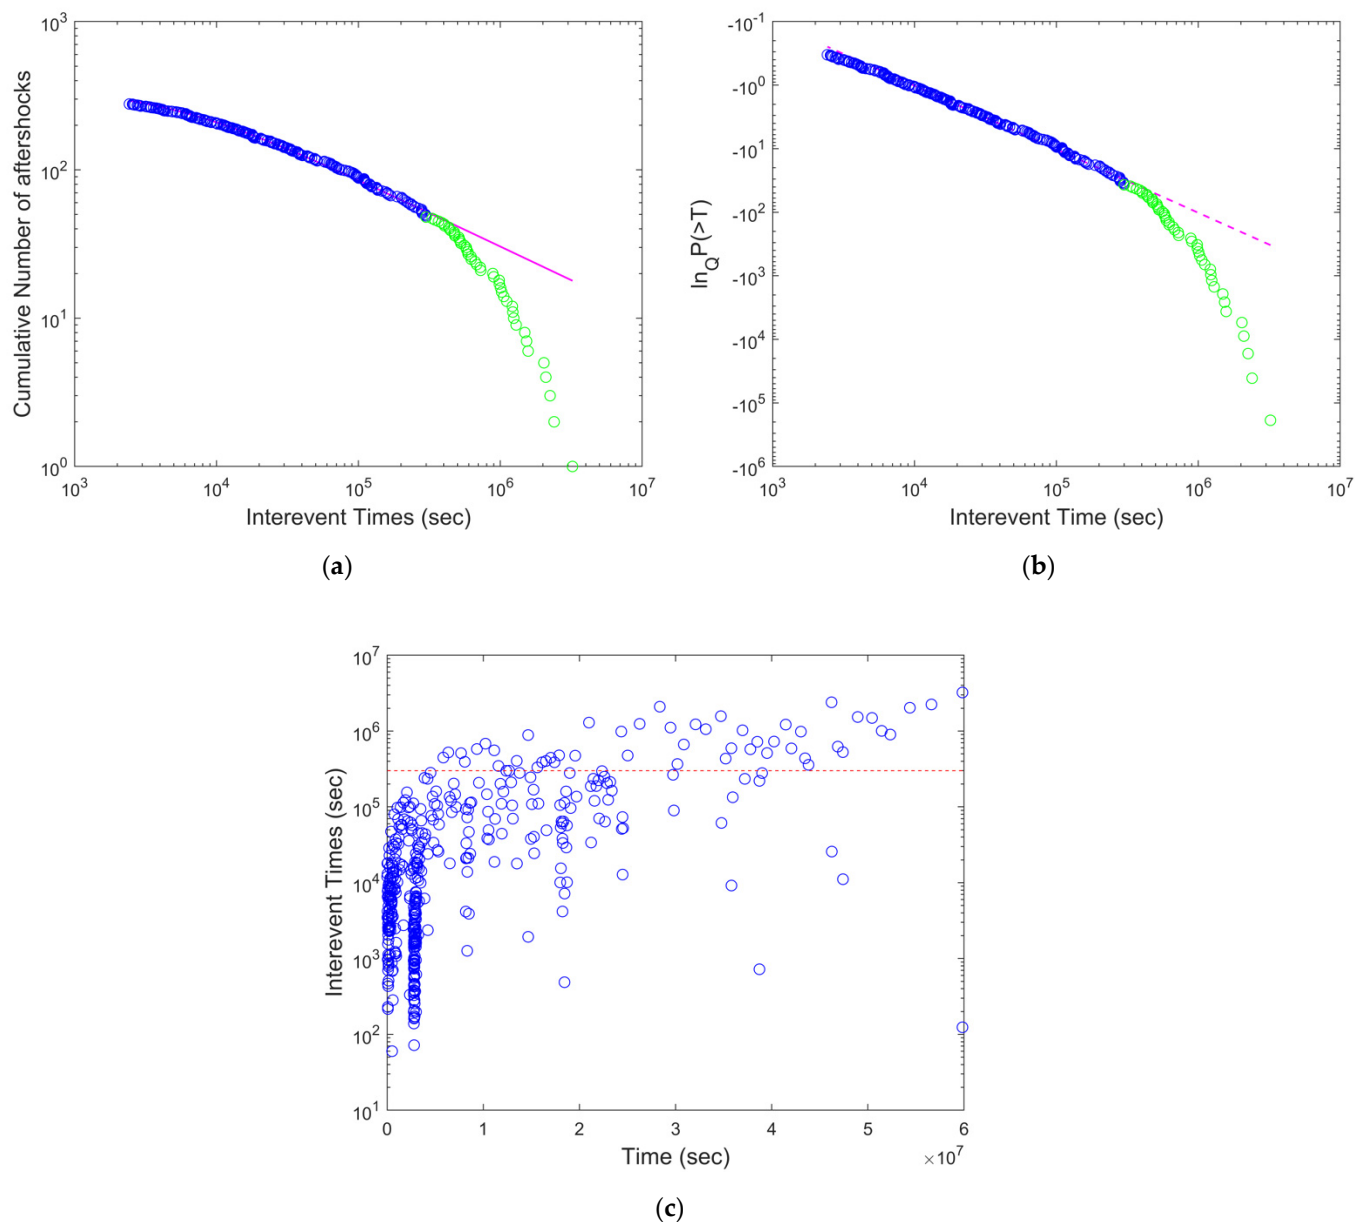 10^3
10^2
10^1
10^0
Cumulative Number of aftershocks
10^3 10^4 10^5 10^6 10^7
Interevent Times (sec)
(a)
-10^-1
-10^0
-10^1
-10^2
-10^3
-10^4
-10^5
-10^6
ln_Q P(>T)
10^3 10^4 10^5 10^6 10^7
Interevent Time (sec)
(b)
10^7
10^6
10^5
10^4
10^3
10^2
10^1
Interevent Times (sec)
0 1 2 3 4 5 6
Time (sec)
×10^7
(c)